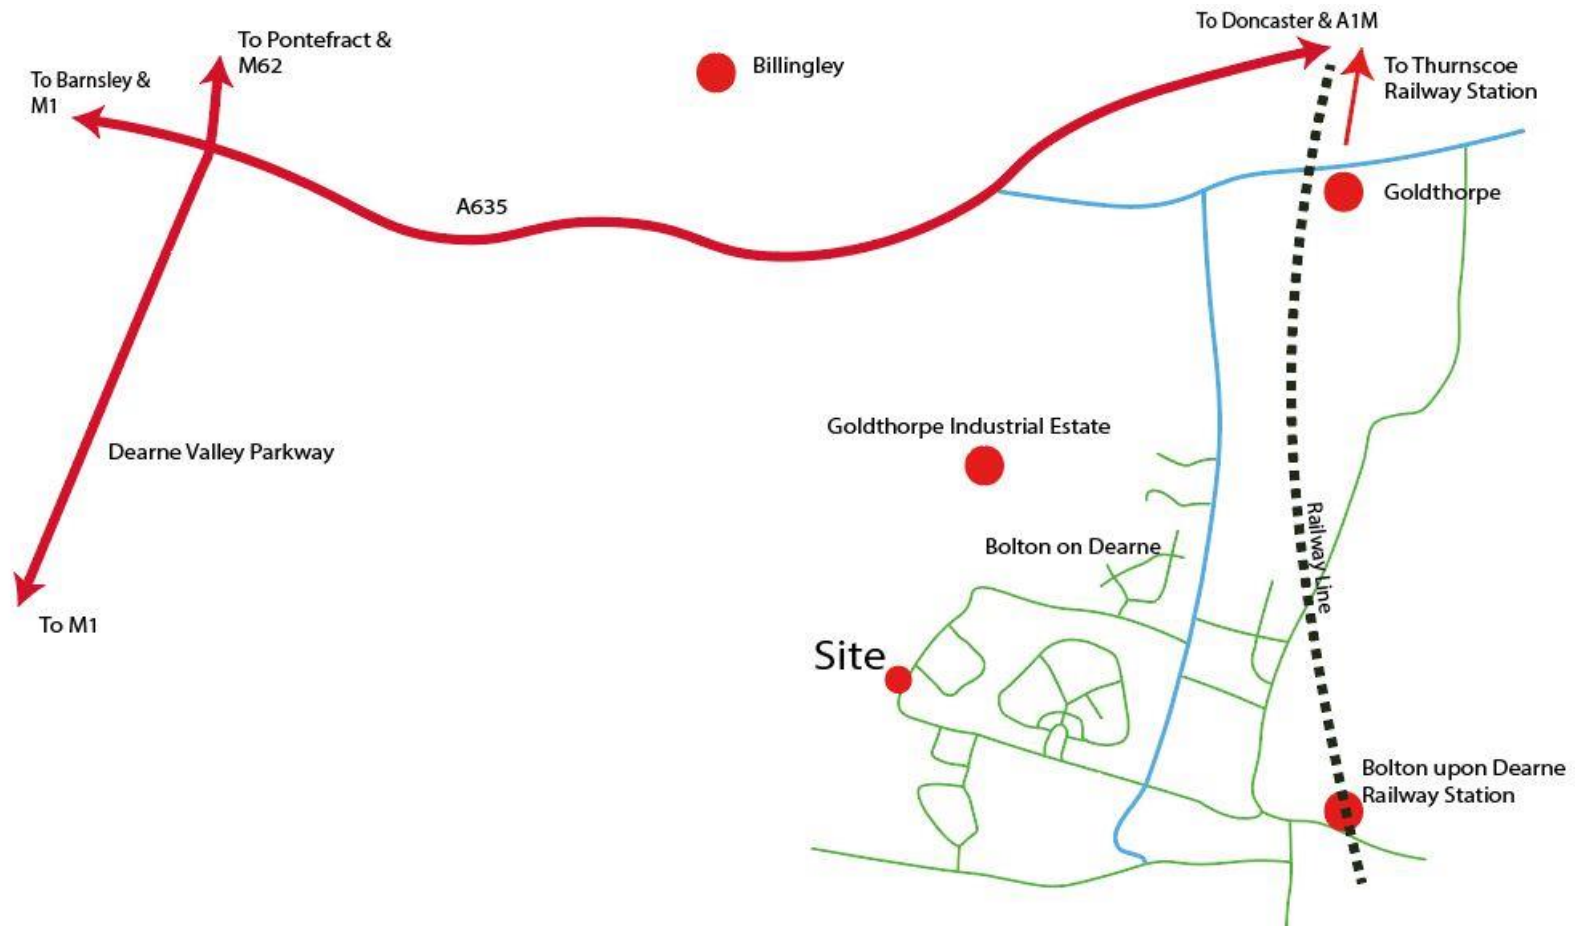 To Doncaster & A1M
To Pontefract &
M62
To Barnsley &
M1
Billingley
To Thurnscoe
Railway Station
Goldthorpe
A635
Goldthorpe Industrial Estate
Dearne Valley Parkway
Railway Line
Bolton on Dearne
To M1
Site
Bolton upon Dearne
Railway Station